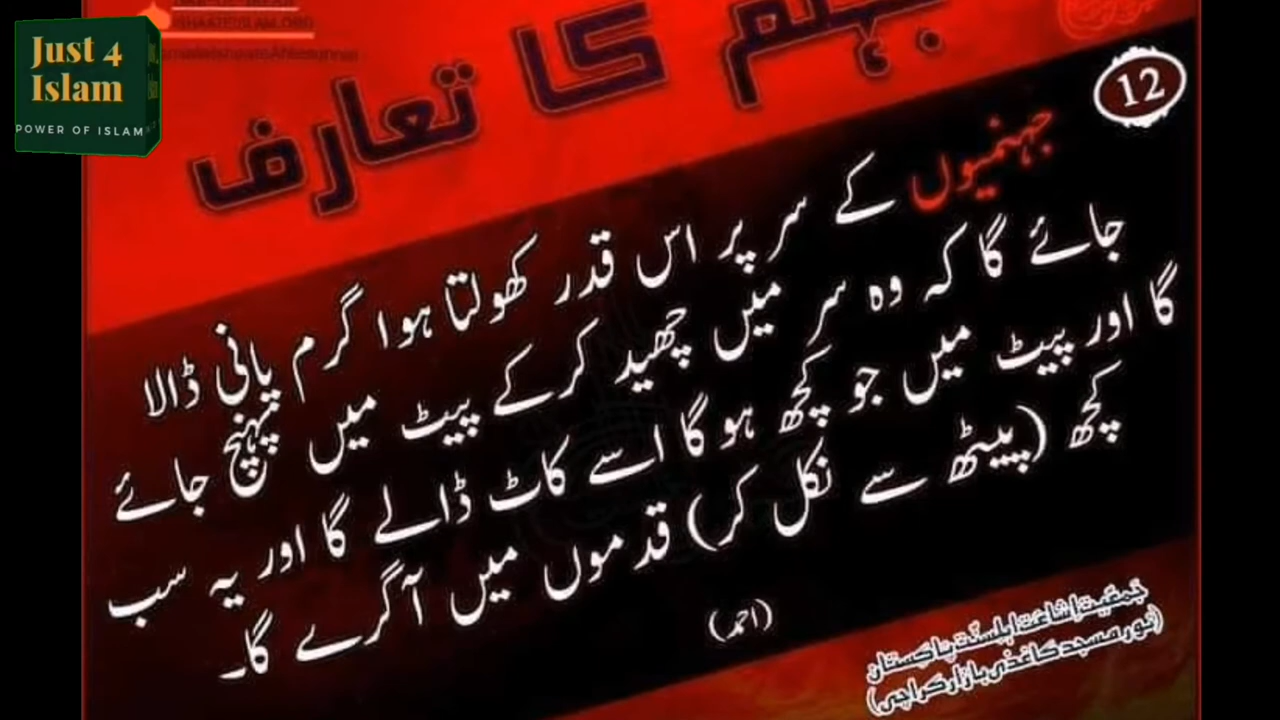 Just 4
Islam
POWER OF ISLAM
جہنم کا تعارف
12
جہنمیوں کے سر پر اس قدر کھولتا ہوا گرم پانی ڈالا
جائے گا کہ وہ سر میں چھید کرکے پیٹ میں پہنچ جائے
گا اور پیٹ میں جو کچھ ہو گا اسے کاٹ ڈالے گا اور یہ سب
کچھ (پیٹھ سے نکل کر) قدموں میں آگرے گا۔
(احمد)
جمعیت اشاعت اہلسنت پاکستان
(نور مسجد کاغذی بازار کراچی)